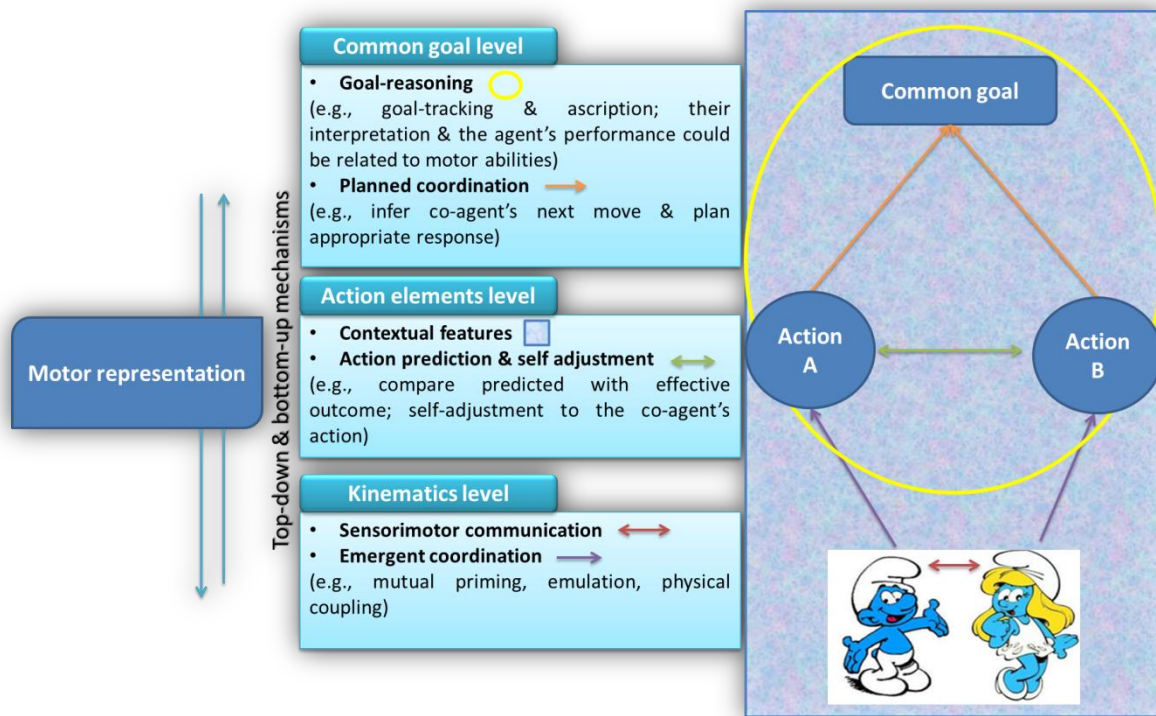 Common goal level
• Goal-reasoning
(e.g., goal-tracking & ascription; their
interpretation & the agent's performance could
be related to motor abilities)
• Planned coordination
(e.g., infer co-agent's next move & plan
appropriate response)
Action elements level
• Contextual features
• Action prediction & self adjustment
(e.g., compare predicted with effective
outcome; self-adjustment to the co-agent's
action)
Kinematics level
• Sensorimotor communication
• Emergent coordination
(e.g., mutual priming, emulation, physical
coupling)
Motor representation
Top-down & bottom-up mechanisms
Common goal
Action
A
Action
B